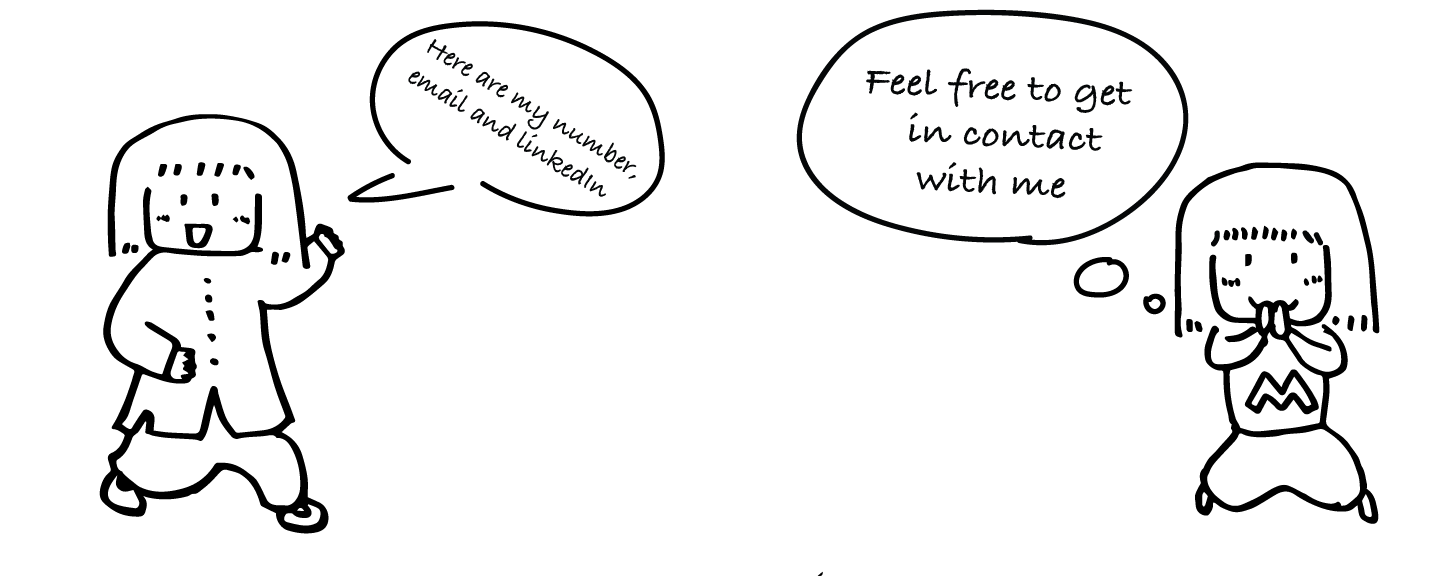 Here are my number,
email and linkedIn
Feel free to get
in contact
with me